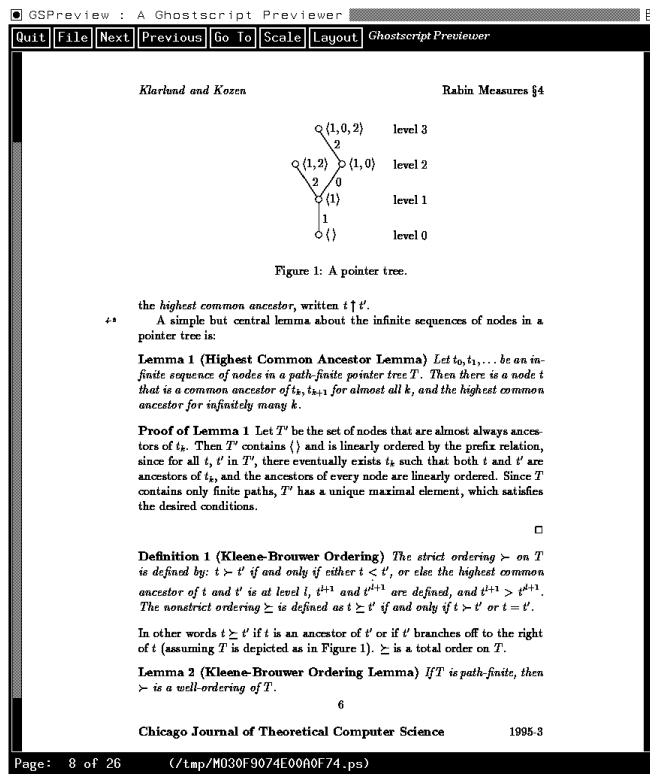 GSPreview : A Ghostscript Previewer
Quit File Next Previous Go To Scale Layout Ghostscript Previewer
Klarlund and Kozen Rabin Measures §4
⟨1,0,2⟩ level 3
2
⟨1,2⟩ ⟨1,0⟩ level 2
2 0
⟨1⟩ level 1
1
⟨⟩ level 0
Figure 1: A pointer tree.
the highest common ancestor, written t ↑ t′.
A simple but central lemma about the infinite sequences of nodes in a
pointer tree is:
Lemma 1 (Highest Common Ancestor Lemma) Let t₀, t₁, . . . be an in-
finite sequence of nodes in a path-finite pointer tree T. Then there is a node t
that is a common ancestor of tₖ, tₖ₊₁ for almost all k, and the highest common
ancestor for infinitely many k.
Proof of Lemma 1 Let T′ be the set of nodes that are almost always ances-
tors of tₖ. Then T′ contains ⟨⟩ and is linearly ordered by the prefix relation,
since for all t, t′ in T′, there eventually exists tₖ such that both t and t′ are
ancestors of tₖ, and the ancestors of every node are linearly ordered. Since T
contains only finite paths, T′ has a unique maximal element, which satisfies
the desired conditions.
□
Definition 1 (Kleene-Brouwer Ordering) The strict ordering ≻ on T
is defined by: t ≻ t′ if and only if either t < t′, or else the highest common
ancestor of t and t′ is at level l, tˡ⁺¹ and t′ˡ⁺¹ are defined, and tˡ⁺¹ > t′ˡ⁺¹.
The nonstrict ordering ⪰ is defined as t ⪰ t′ if and only if t ≻ t′ or t = t′.
In other words t ⪰ t′ if t is an ancestor of t′ or if t′ branches off to the right
of t (assuming T is depicted as in Figure 1). ⪰ is a total order on T.
Lemma 2 (Kleene-Brouwer Ordering Lemma) If T is path-finite, then
≻ is a well-ordering of T.
6
Chicago Journal of Theoretical Computer Science 1995-3
Page: 8 of 26 (/tmp/M030F9074E00A0F74.ps)